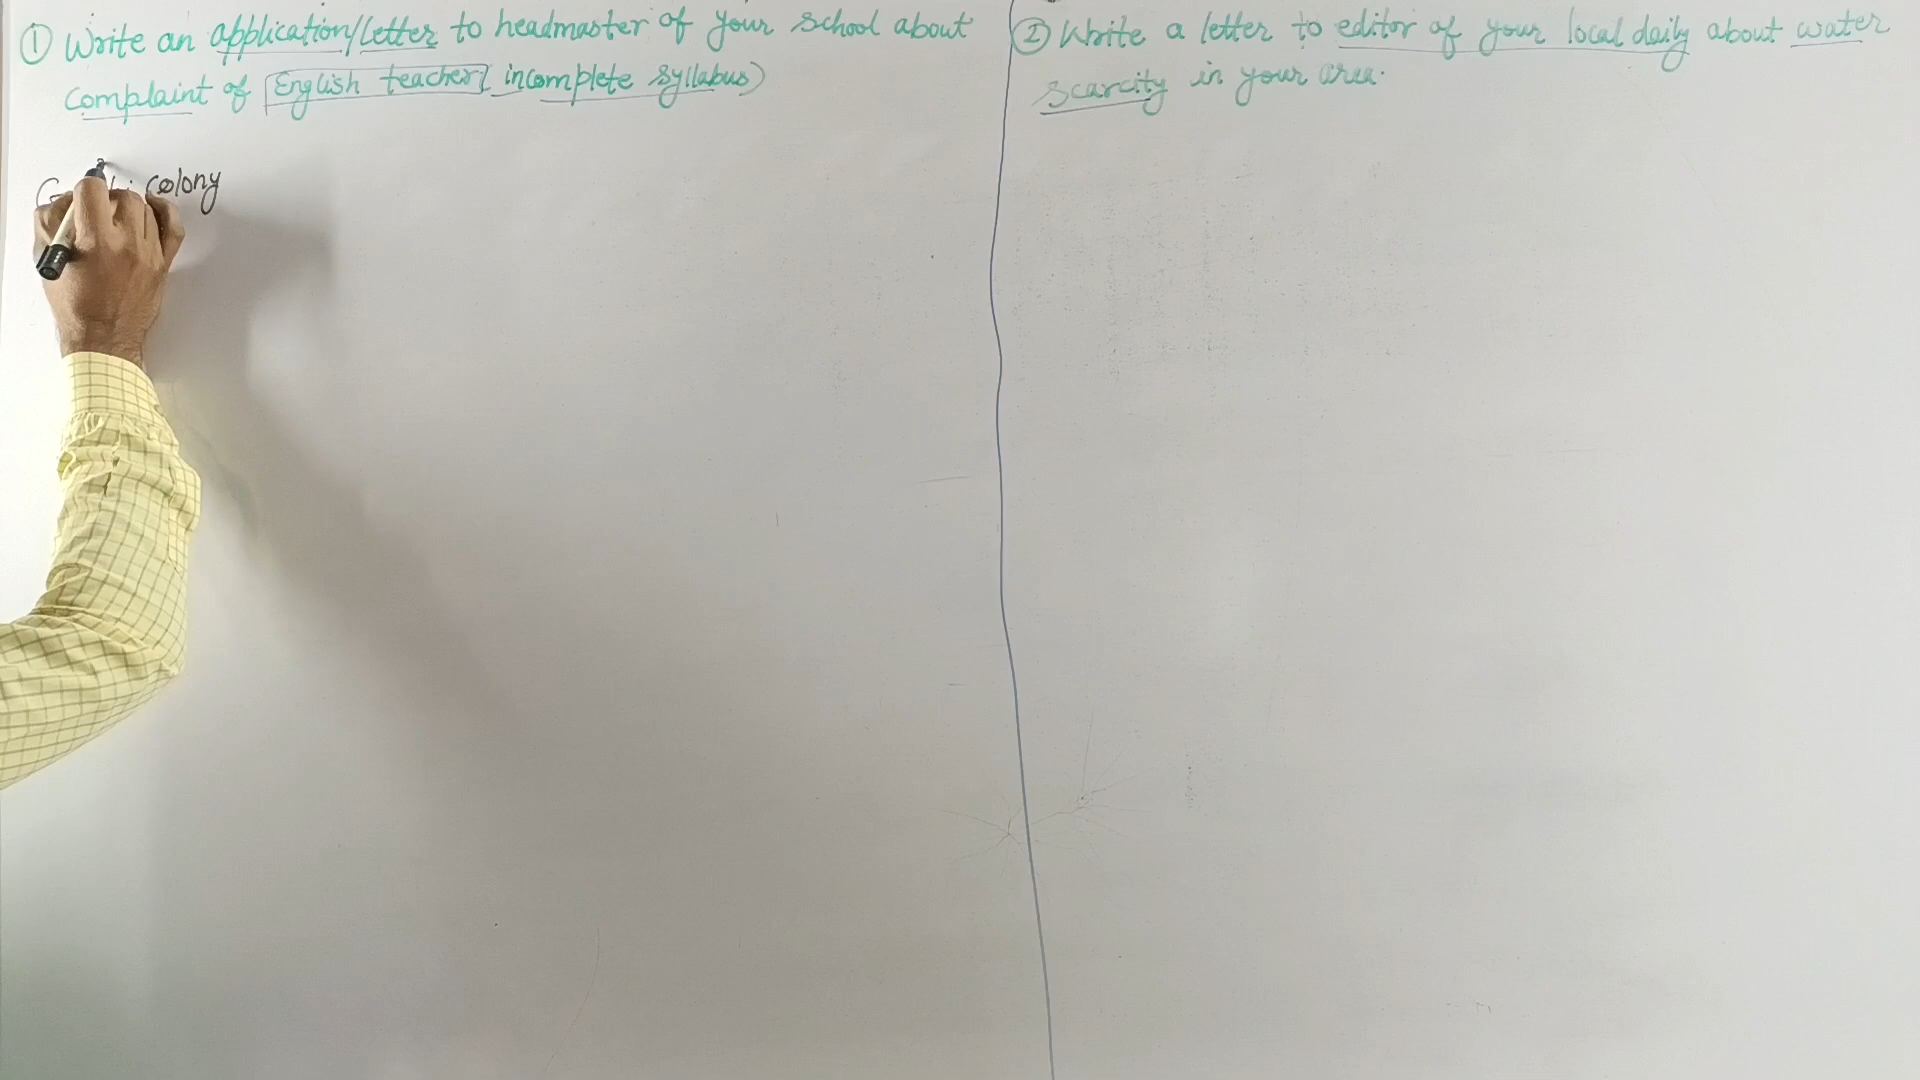 ① Write an application/Letter to headmaster of your school about
complaint of English teacher( incomplete syllabus)
colony
② Write a letter to editor of your local daily about water
scarcity in your area.